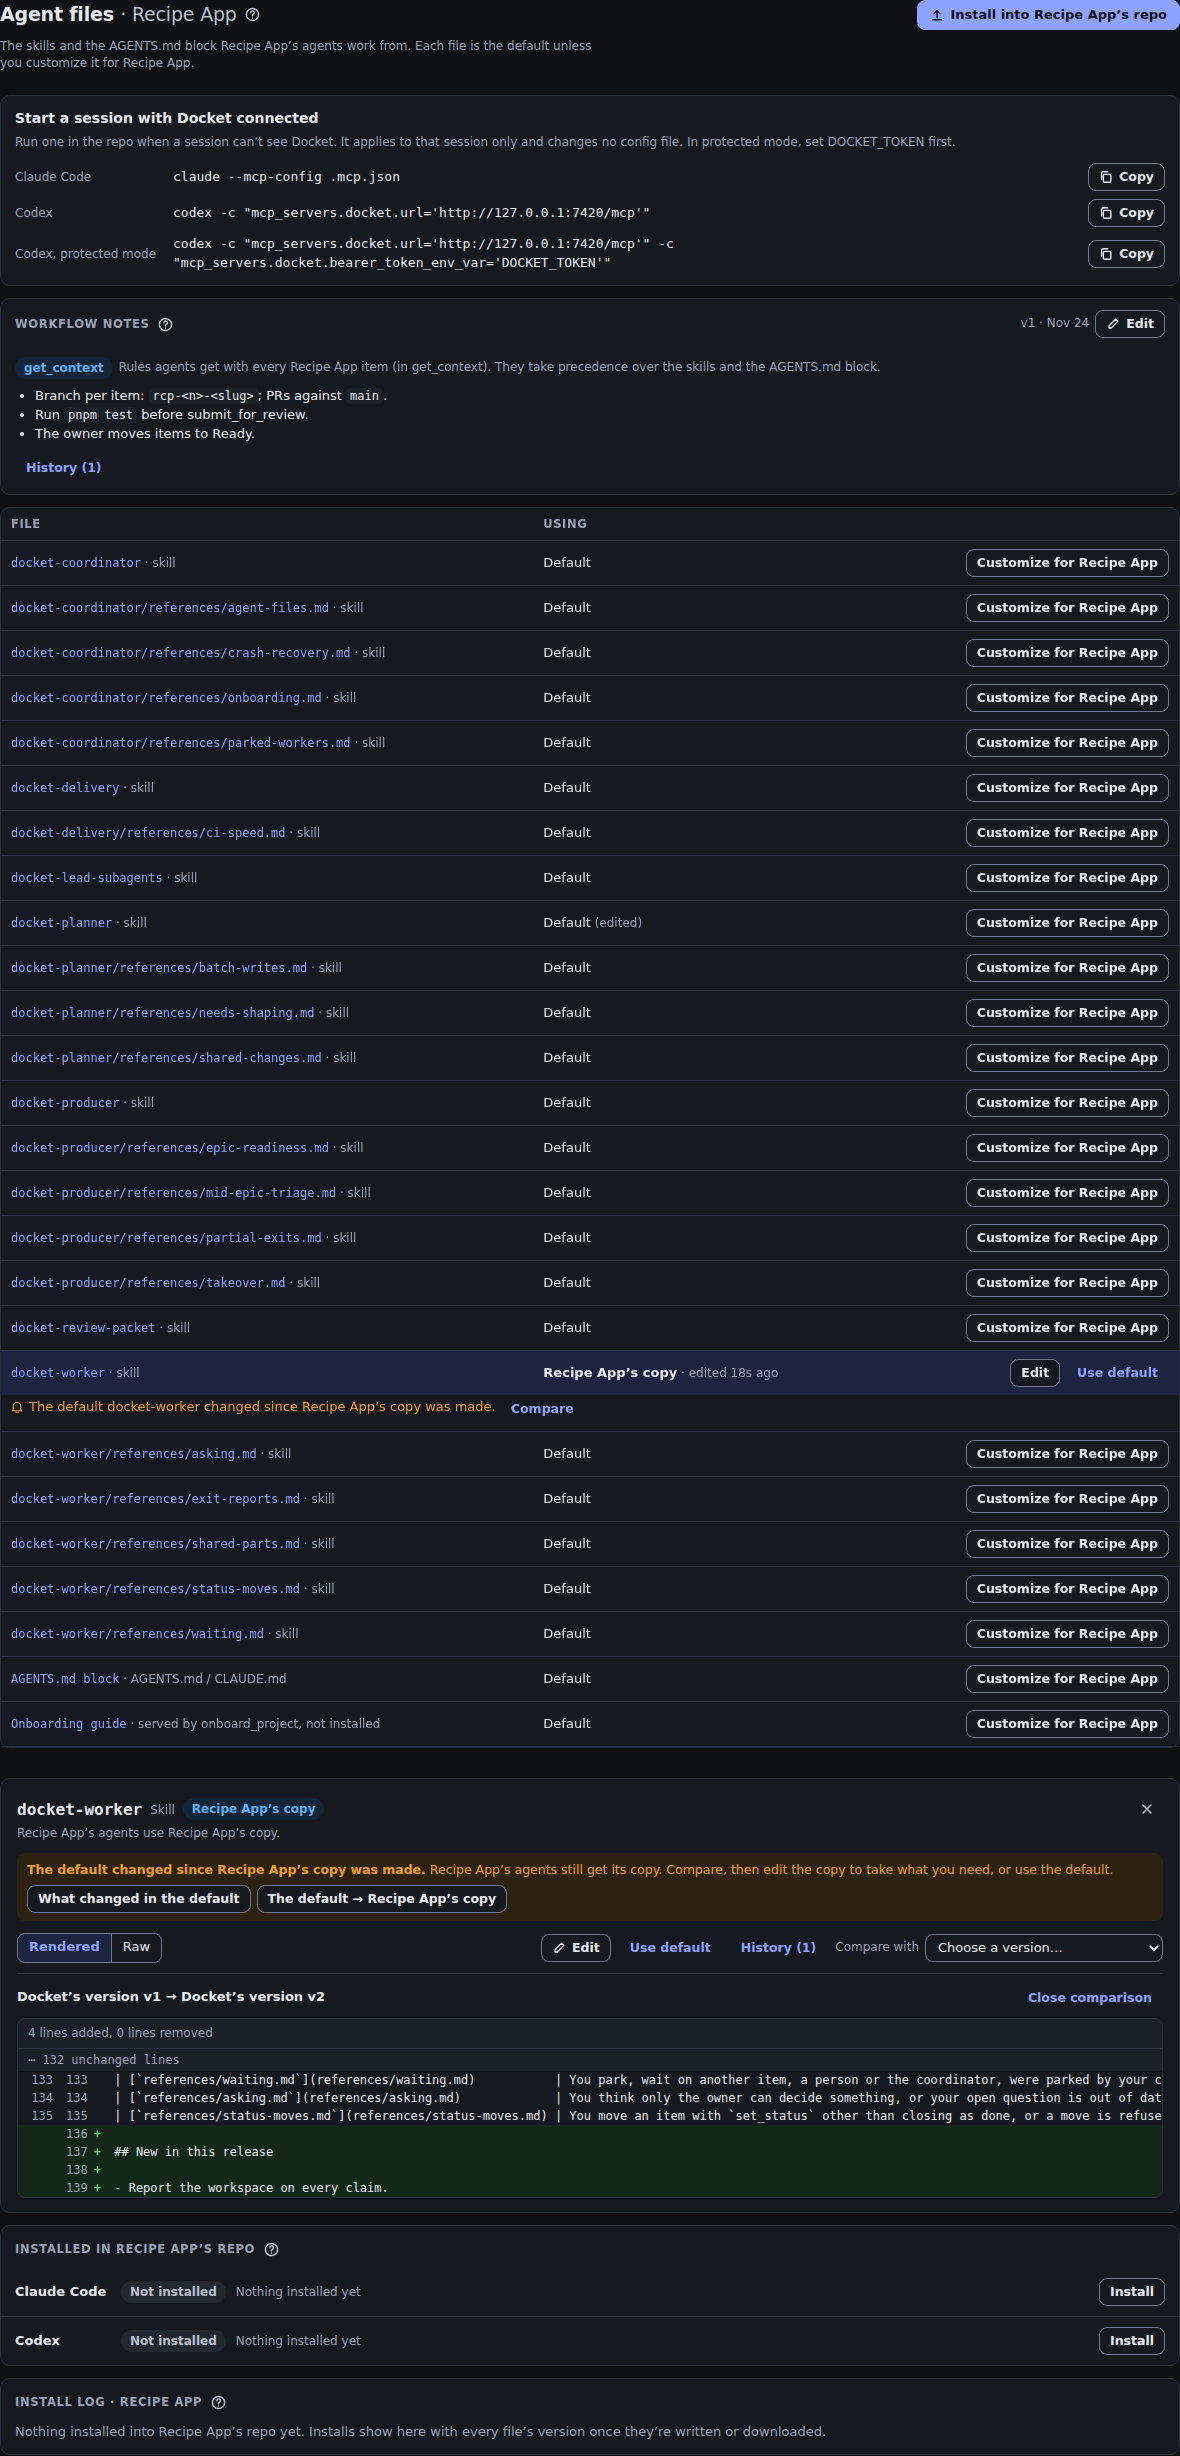 Agent files · Recipe App
Install into Recipe App’s repo
The skills and the AGENTS.md block Recipe App’s agents work from. Each file is the default unless
you customize it for Recipe App.
Start a session with Docket connected
Run one in the repo when a session can’t see Docket. It applies to that session only and changes no config file. In protected mode, set DOCKET_TOKEN first.
Claude Code claude --mcp-config .mcp.json Copy
Codex codex -c "mcp_servers.docket.url='http://127.0.0.1:7420/mcp'" Copy
Codex, protected mode codex -c "mcp_servers.docket.url='http://127.0.0.1:7420/mcp'" -c
"mcp_servers.docket.bearer_token_env_var='DOCKET_TOKEN'" Copy
WORKFLOW NOTES v1 · Nov 24 Edit
get_context Rules agents get with every Recipe App item (in get_context). They take precedence over the skills and the AGENTS.md block.
• Branch per item: rcp-<n>-<slug>; PRs against main.
• Run pnpm test before submit_for_review.
• The owner moves items to Ready.
History (1)
FILE USING
docket-coordinator · skill Default Customize for Recipe App
docket-coordinator/references/agent-files.md · skill Default Customize for Recipe App
docket-coordinator/references/crash-recovery.md · skill Default Customize for Recipe App
docket-coordinator/references/onboarding.md · skill Default Customize for Recipe App
docket-coordinator/references/parked-workers.md · skill Default Customize for Recipe App
docket-delivery · skill Default Customize for Recipe App
docket-delivery/references/ci-speed.md · skill Default Customize for Recipe App
docket-lead-subagents · skill Default Customize for Recipe App
docket-planner · skill Default (edited) Customize for Recipe App
docket-planner/references/batch-writes.md · skill Default Customize for Recipe App
docket-planner/references/needs-shaping.md · skill Default Customize for Recipe App
docket-planner/references/shared-changes.md · skill Default Customize for Recipe App
docket-producer · skill Default Customize for Recipe App
docket-producer/references/epic-readiness.md · skill Default Customize for Recipe App
docket-producer/references/mid-epic-triage.md · skill Default Customize for Recipe App
docket-producer/references/partial-exits.md · skill Default Customize for Recipe App
docket-producer/references/takeover.md · skill Default Customize for Recipe App
docket-review-packet · skill Default Customize for Recipe App
docket-worker · skill Recipe App’s copy · edited 18s ago Edit Use default
The default docket-worker changed since Recipe App’s copy was made. Compare
docket-worker/references/asking.md · skill Default Customize for Recipe App
docket-worker/references/exit-reports.md · skill Default Customize for Recipe App
docket-worker/references/shared-parts.md · skill Default Customize for Recipe App
docket-worker/references/status-moves.md · skill Default Customize for Recipe App
docket-worker/references/waiting.md · skill Default Customize for Recipe App
AGENTS.md block · AGENTS.md / CLAUDE.md Default Customize for Recipe App
Onboarding guide · served by onboard_project, not installed Default Customize for Recipe App
docket-worker Skill Recipe App’s copy
Recipe App’s agents use Recipe App’s copy.
The default changed since Recipe App’s copy was made. Recipe App’s agents still get its copy. Compare, then edit the copy to take what you need, or use the default.
What changed in the default The default → Recipe App’s copy
Rendered Raw Edit Use default History (1) Compare with Choose a version…
Docket’s version v1 → Docket’s version v2 Close comparison
4 lines added, 0 lines removed
⋯ 132 unchanged lines
133 133 | [`references/waiting.md`](references/waiting.md) | You park, wait on another item, a person or the coordinator, were parked by your c
134 134 | [`references/asking.md`](references/asking.md) | You think only the owner can decide something, or your open question is out of dat
135 135 | [`references/status-moves.md`](references/status-moves.md) | You move an item with `set_status` other than closing as done, or a move is refuse
136 +
137 + ## New in this release
138 +
139 + - Report the workspace on every claim.
INSTALLED IN RECIPE APP’S REPO
Claude Code Not installed Nothing installed yet Install
Codex Not installed Nothing installed yet Install
INSTALL LOG · RECIPE APP
Nothing installed into Recipe App’s repo yet. Installs show here with every file’s version once they’re written or downloaded.